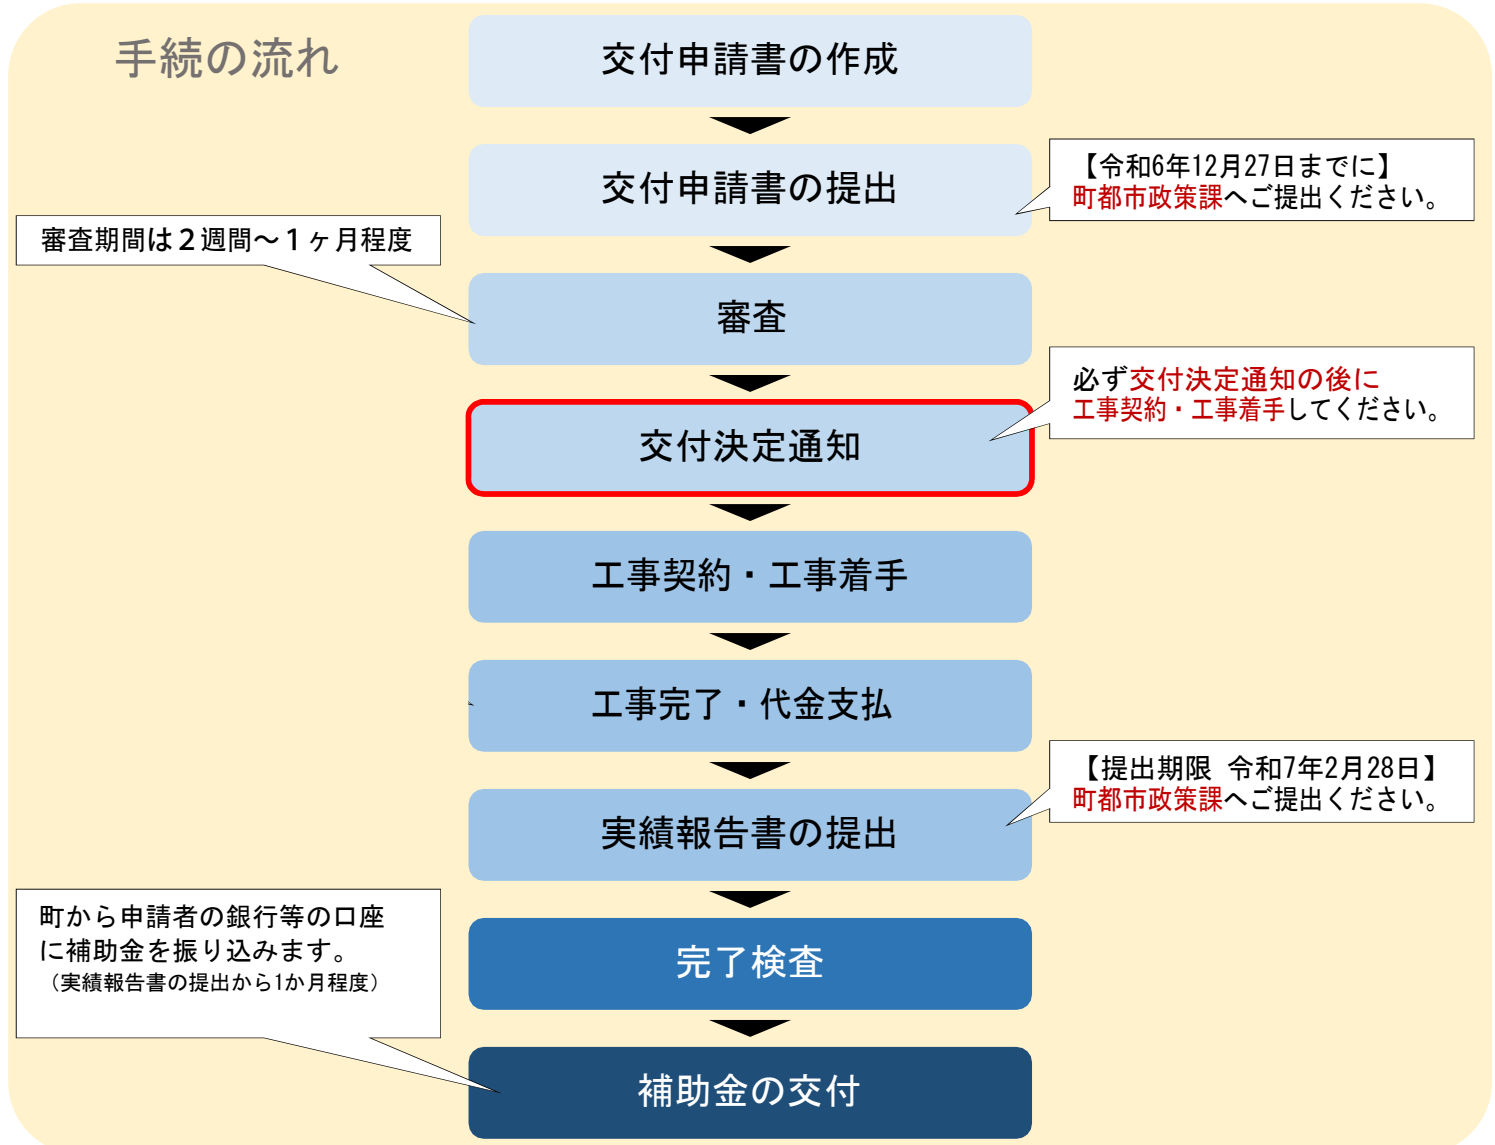 手続の流れ
交付申請書の作成
交付申請書の提出
【令和6年12月27日までに】
町都市政策課へご提出ください。
審査期間は２週間～１ヶ月程度
審査
必ず交付決定通知の後に
工事契約・工事着手してください。
交付決定通知
工事契約・工事着手
工事完了・代金支払
【提出期限 令和7年2月28日】
町都市政策課へご提出ください。
実績報告書の提出
町から申請者の銀行等の口座
に補助金を振り込みます。
（実績報告書の提出から1か月程度）
完了検査
補助金の交付